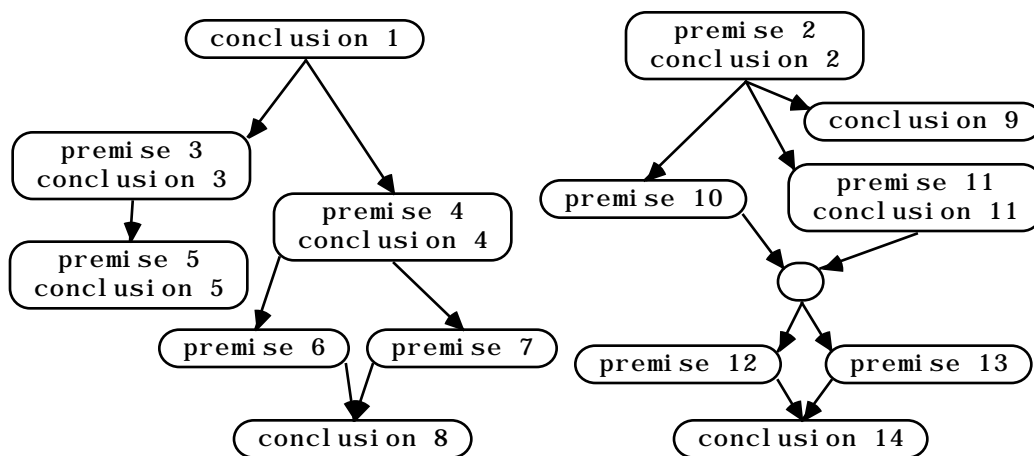 conclusion 1
premise 2
conclusion 2
conclusion 9
premise 3
conclusion 3
premise 10
premise 11
conclusion 11
premise 4
conclusion 4
premise 5
conclusion 5
premise 6
premise 7
premise 12
premise 13
conclusion 8
conclusion 14